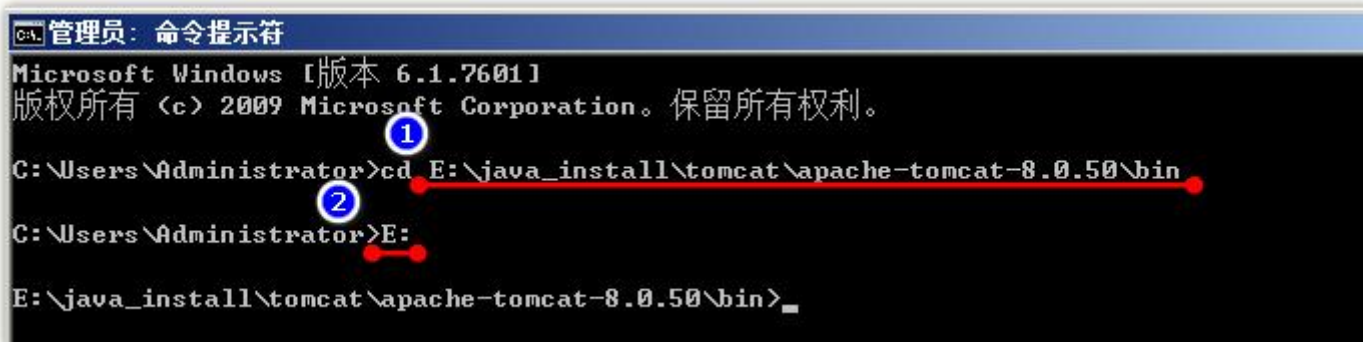 管理员: 命令提示符
Microsoft Windows [版本 6.1.7601]
版权所有 (c) 2009 Microsoft Corporation。保留所有权利。
1
C:\Users\Administrator>cd E:\java_install\tomcat\apache-tomcat-8.0.50\bin
2
C:\Users\Administrator>E:
E:\java_install\tomcat\apache-tomcat-8.0.50\bin>_